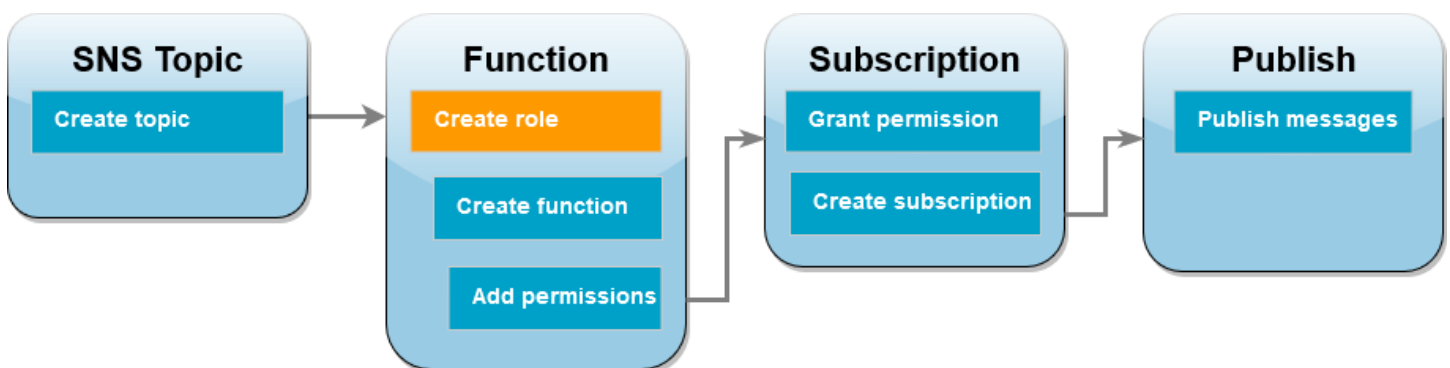 SNS Topic
Create topic
Function
Create role
Create function
Add permissions
Subscription
Grant permission
Create subscription
Publish
Publish messages